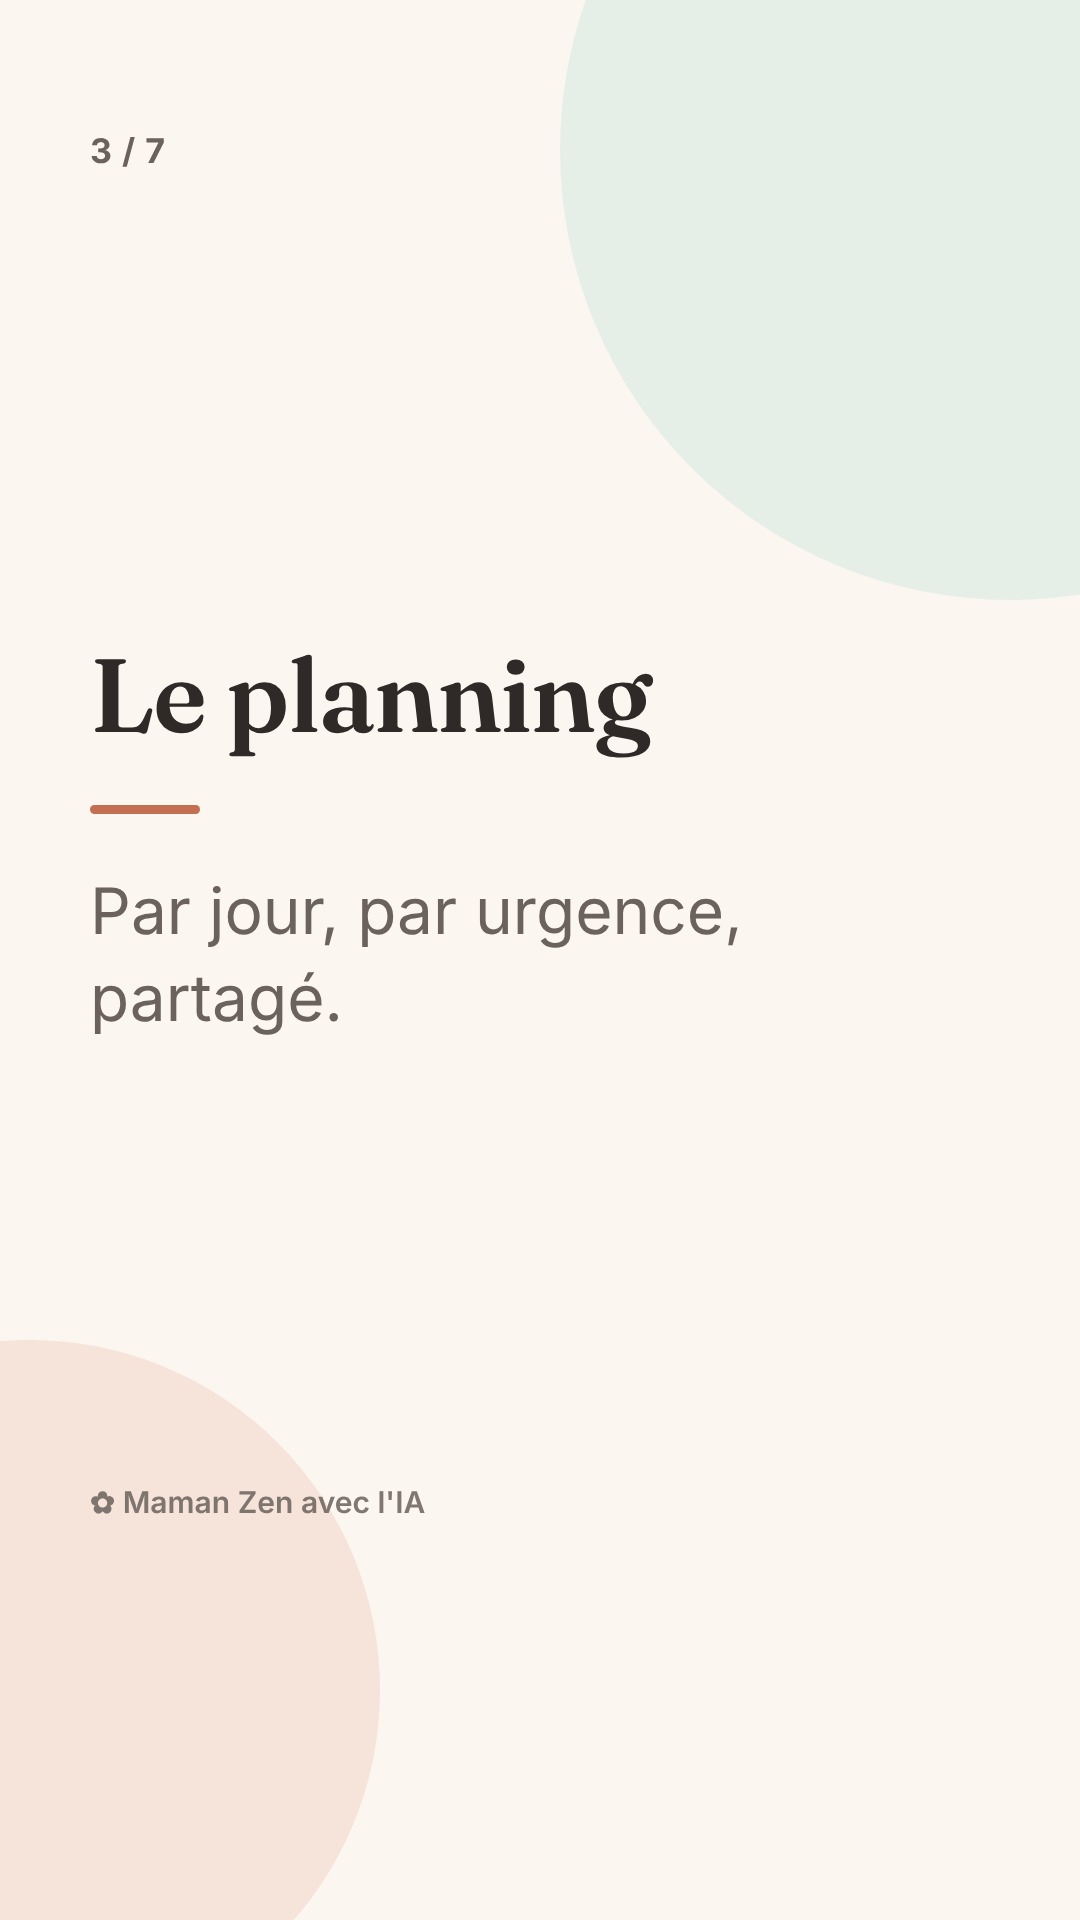 3 / 7
Le planning
Par jour, par urgence,
partagé.
✿ Maman Zen avec l'IA